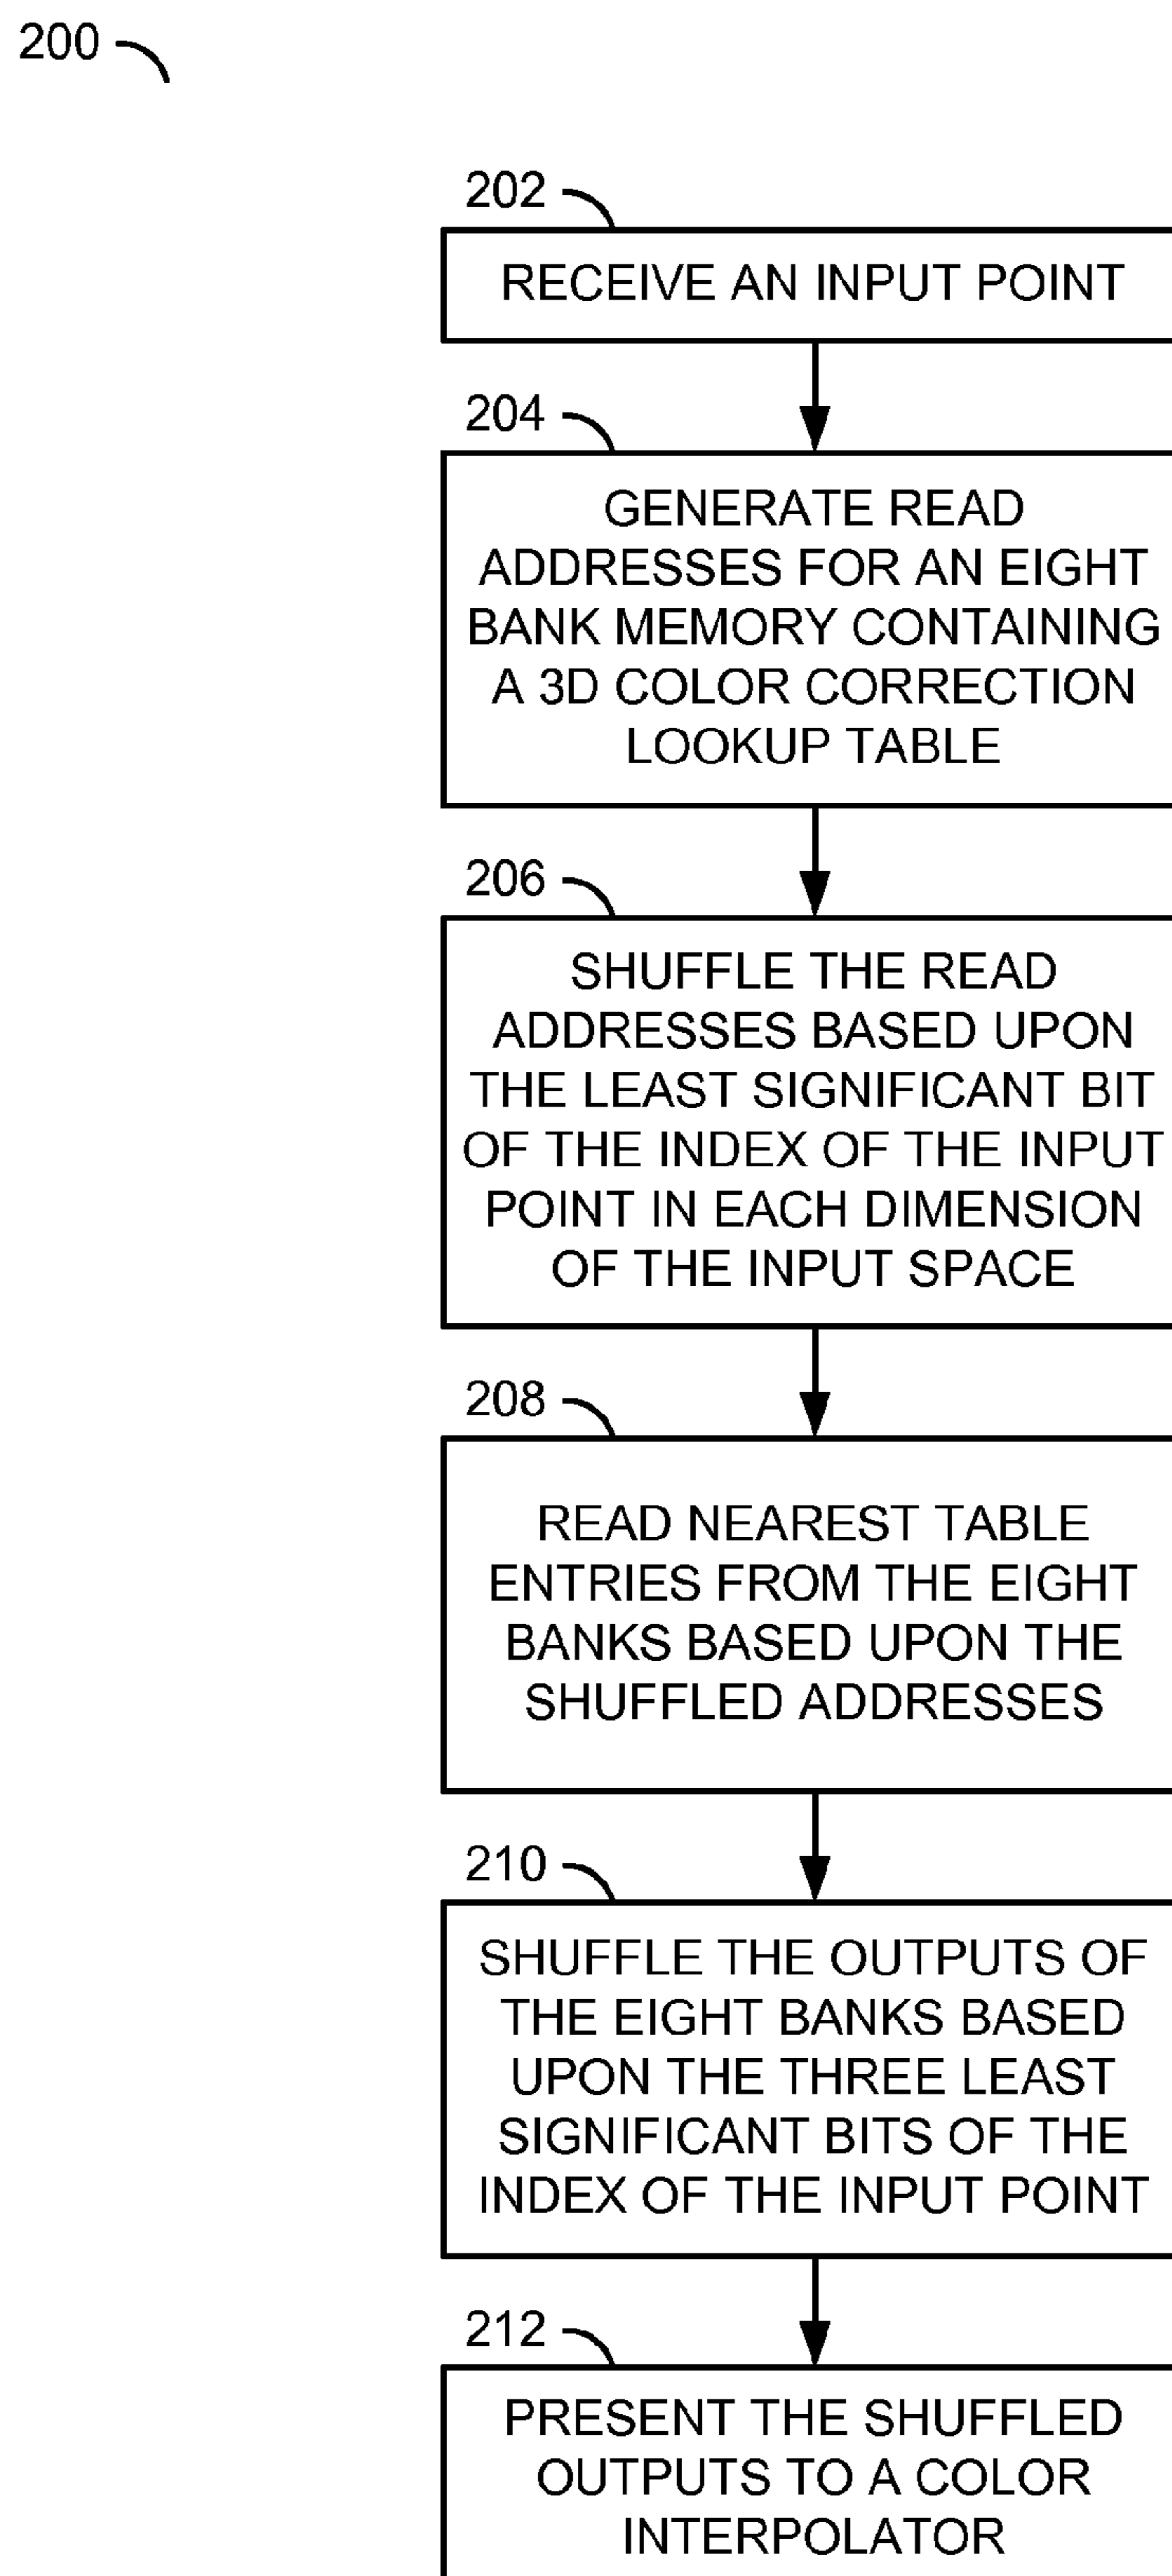 200
202
RECEIVE AN INPUT POINT
204
GENERATE READ
ADDRESSES FOR AN EIGHT
BANK MEMORY CONTAINING
A 3D COLOR CORRECTION
LOOKUP TABLE
206
SHUFFLE THE READ
ADDRESSES BASED UPON
THE LEAST SIGNIFICANT BIT
OF THE INDEX OF THE INPUT
POINT IN EACH DIMENSION
OF THE INPUT SPACE
208
READ NEAREST TABLE
ENTRIES FROM THE EIGHT
BANKS BASED UPON THE
SHUFFLED ADDRESSES
210
SHUFFLE THE OUTPUTS OF
THE EIGHT BANKS BASED
UPON THE THREE LEAST
SIGNIFICANT BITS OF THE
INDEX OF THE INPUT POINT
212
PRESENT THE SHUFFLED
OUTPUTS TO A COLOR
INTERPOLATOR